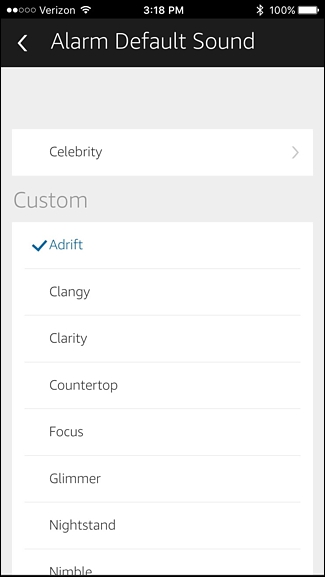 Verizon 3:18 PM 100%
Alarm Default Sound
Celebrity
Custom
Adrift
Clangy
Clarity
Countertop
Focus
Glimmer
Nightstand
Nimble